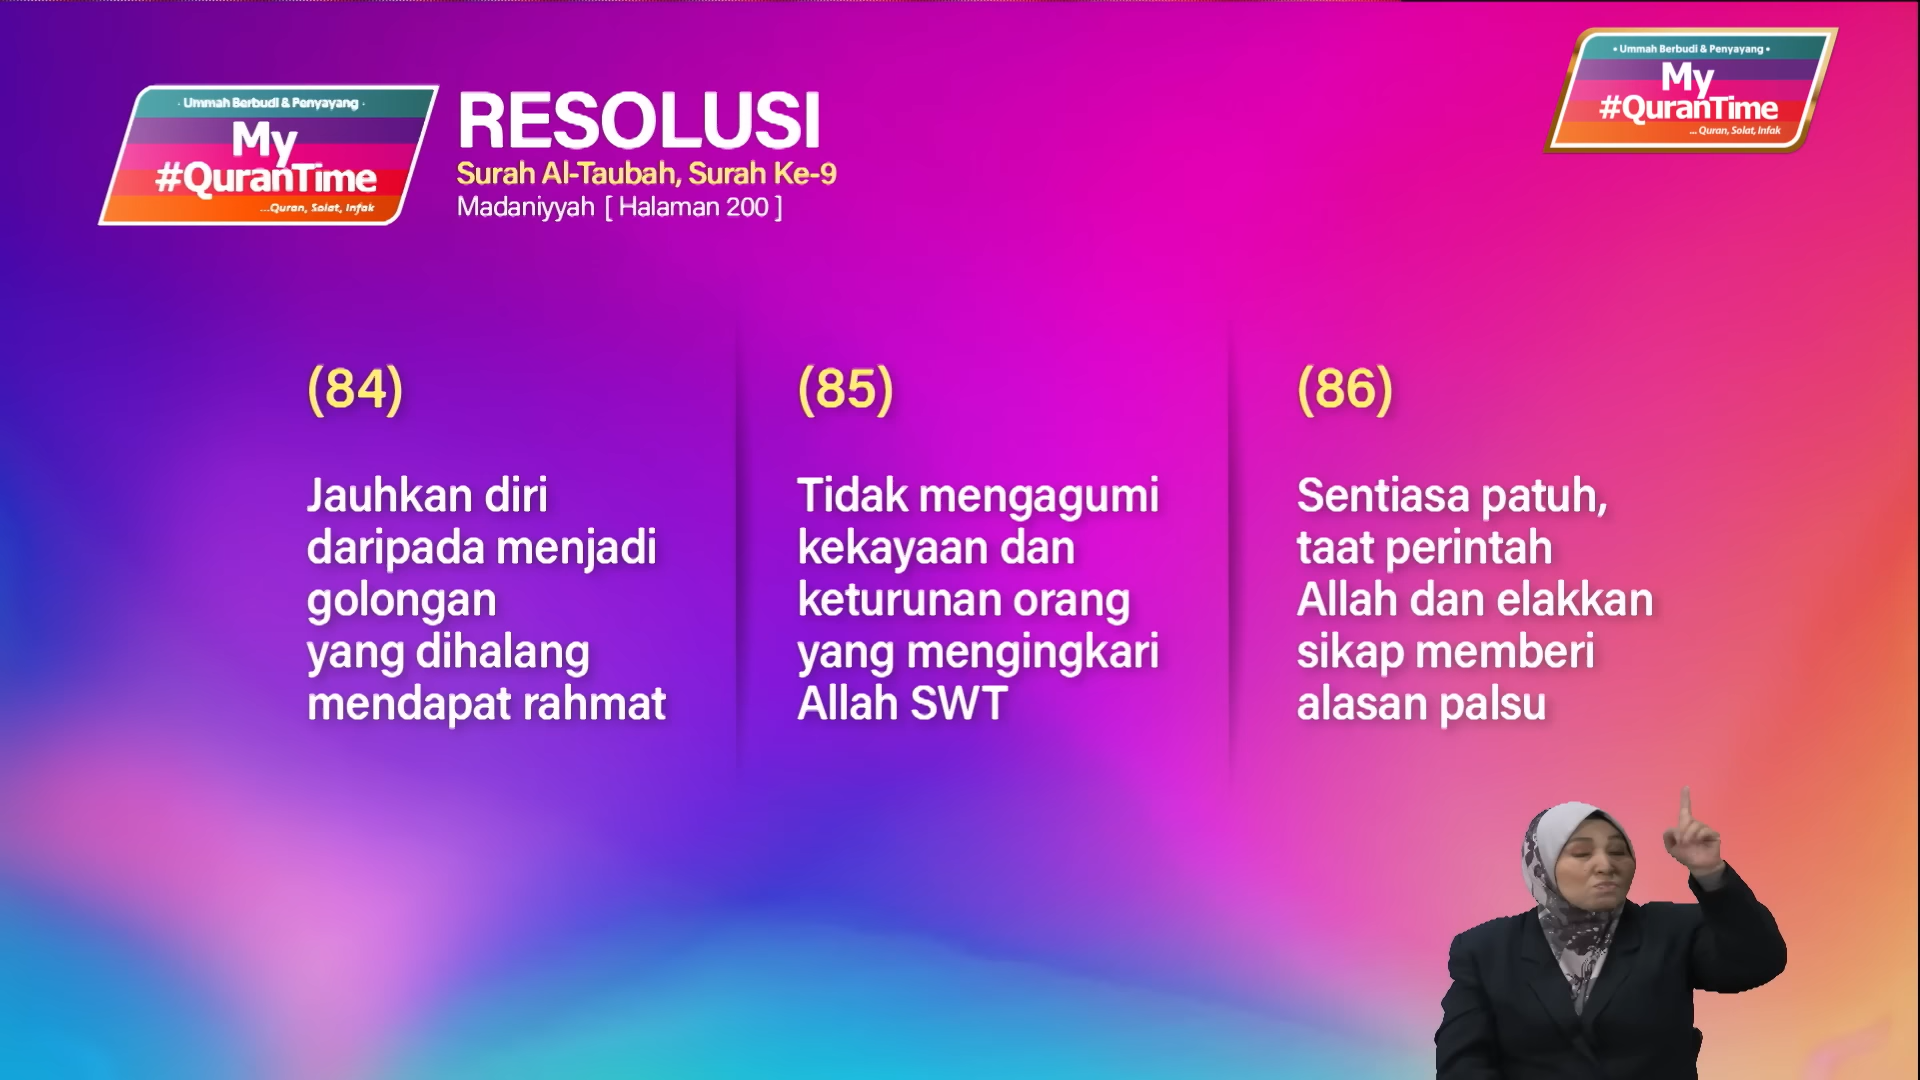 · Ummah Berbudi & Penyayang ·
My
#QuranTime
...Quran, Solat, Infak
RESOLUSI
Surah Al-Taubah, Surah Ke-9
Madaniyyah [ Halaman 200 ]
• Ummah Berbudi & Penyayang •
My
#QuranTime
... Quran, Solat, Infak
(84)
Jauhkan diri
daripada menjadi
golongan
yang dihalang
mendapat rahmat
(85)
Tidak mengagumi
kekayaan dan
keturunan orang
yang mengingkari
Allah SWT
(86)
Sentiasa patuh,
taat perintah
Allah dan elakkan
sikap memberi
alasan palsu